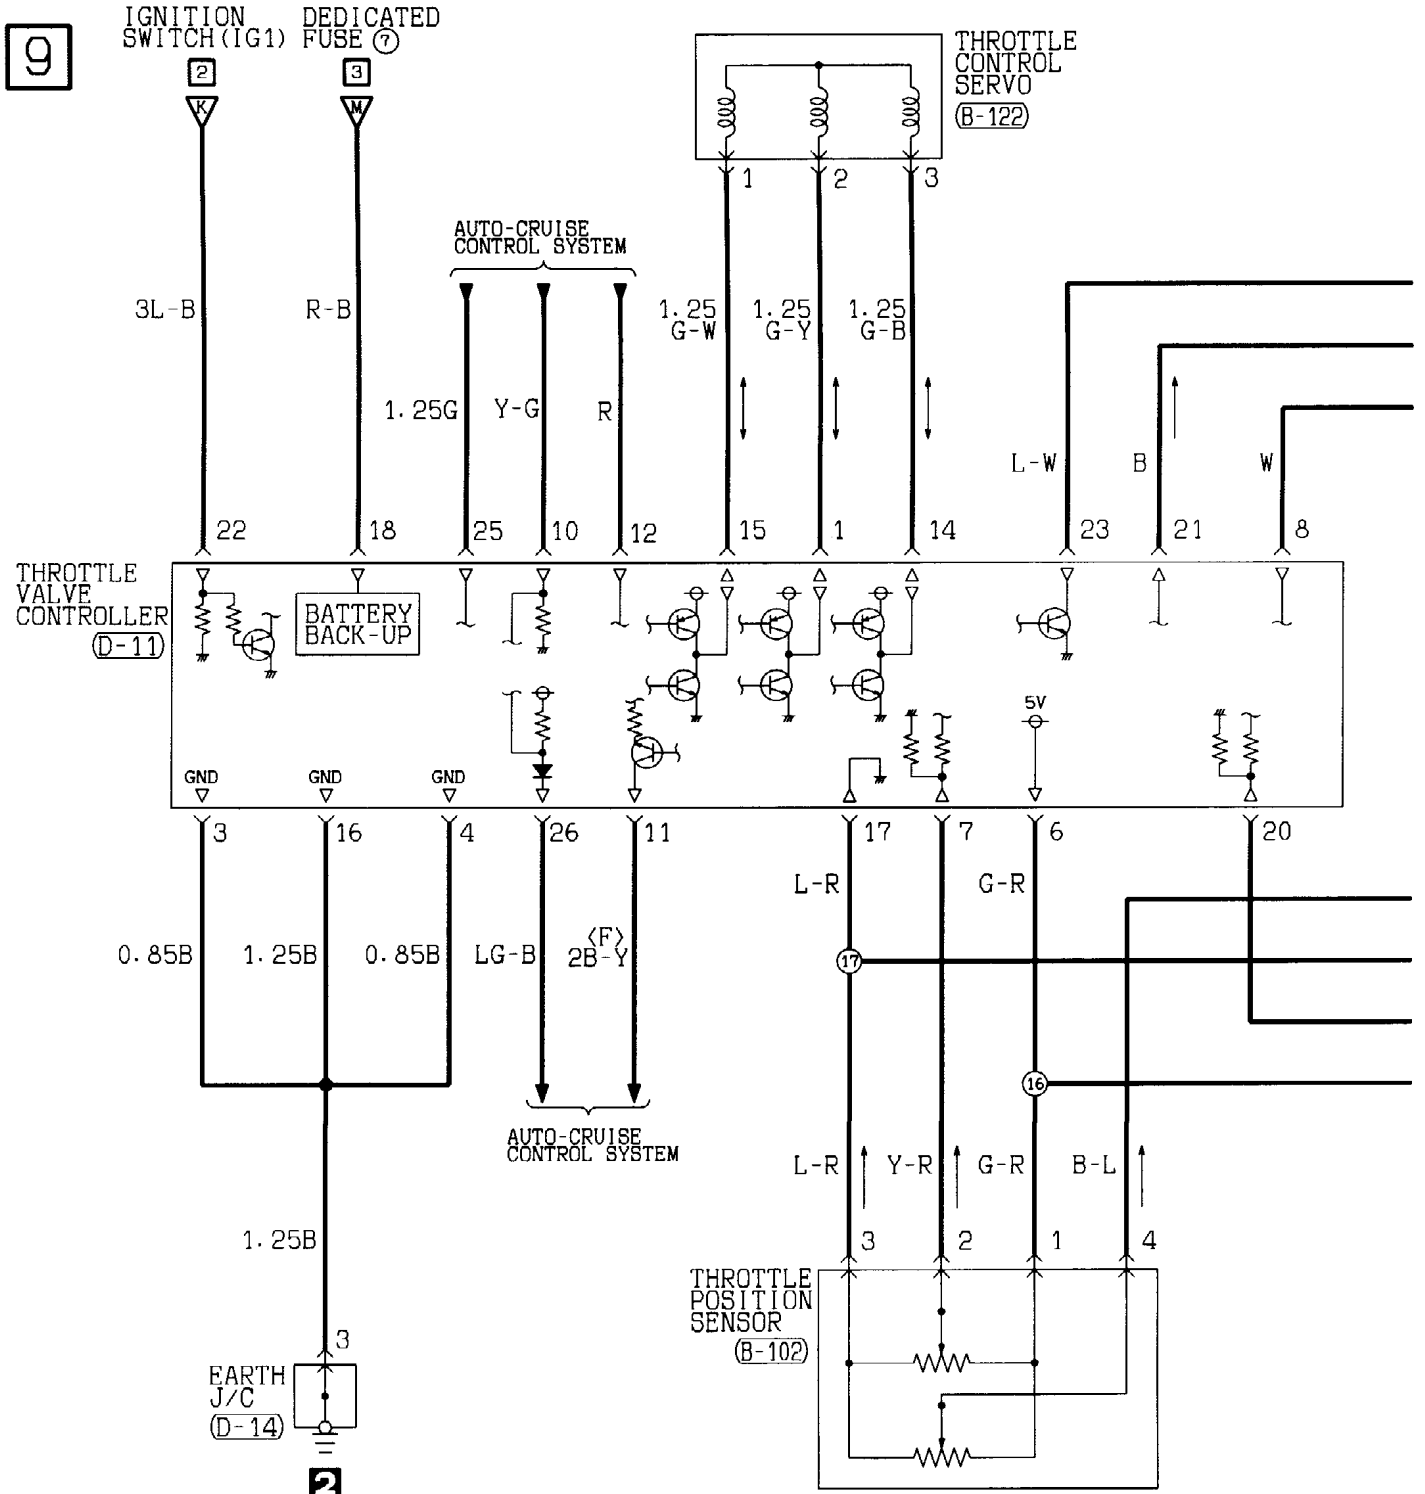 9
IGNITION
SWITCH(IG1)
DEDICATED
FUSE ⑦
2
3
K
M
THROTTLE
CONTROL
SERVO
(B-122)
1
2
3
AUTO-CRUISE
CONTROL SYSTEM
3L-B
R-B
1.25G
Y-G
R
1.25
G-W
1.25
G-Y
1.25
G-B
L-W
B
W
22
18
25
10
12
15
1
14
23
21
8
THROTTLE
VALVE
CONTROLLER
(D-11)
BATTERY
BACK-UP
5V
GND
GND
GND
3
16
4
26
11
17
7
6
20
L-R
G-R
0.85B
1.25B
0.85B
LG-B
<F>
2B-Y
17
16
AUTO-CRUISE
CONTROL SYSTEM
L-R
Y-R
G-R
B-L
1.25B
3
2
1
4
THROTTLE
POSITION
SENSOR
(B-102)
3
EARTH
J/C
(D-14)
2